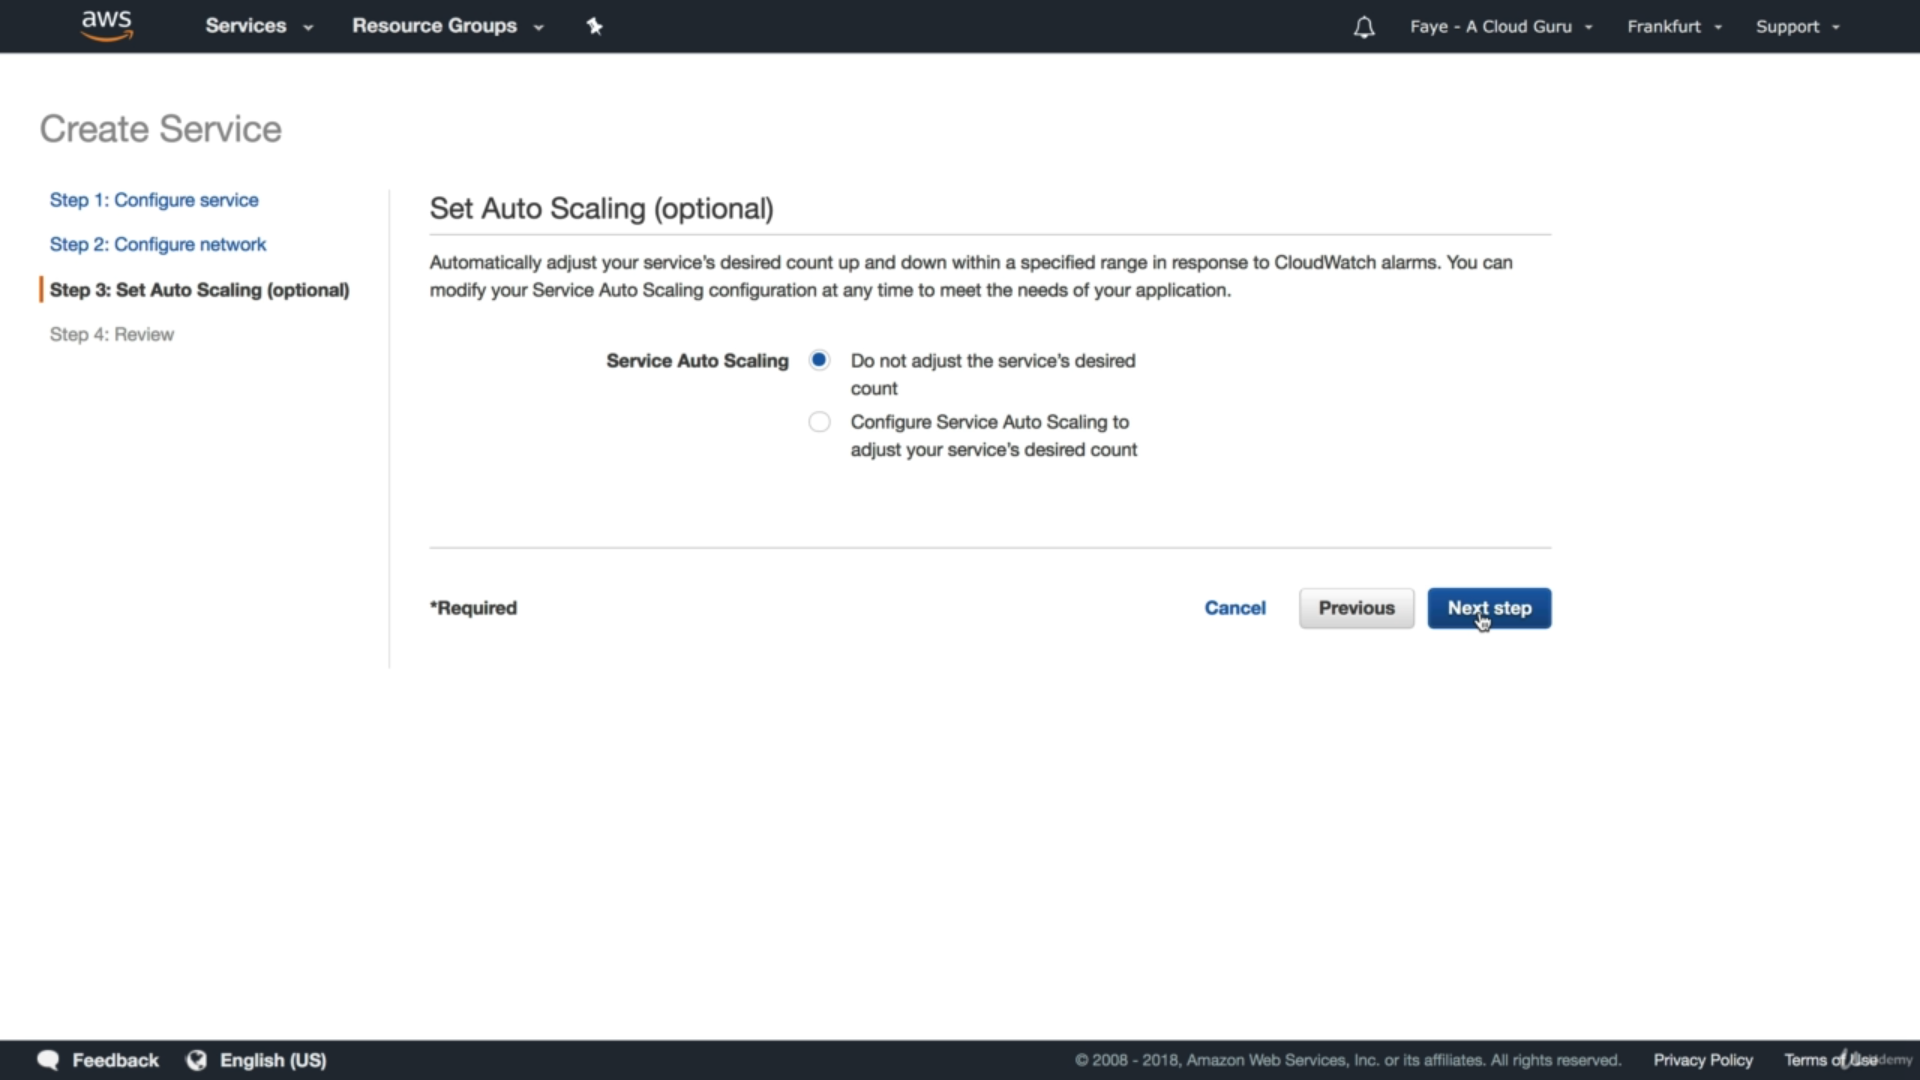 aws Services Resource Groups Faye - A Cloud Guru Frankfurt Support
Create Service
Step 1: Configure service
Step 2: Configure network
Step 3: Set Auto Scaling (optional)
Step 4: Review
Set Auto Scaling (optional)
Automatically adjust your service's desired count up and down within a specified range in response to CloudWatch alarms. You can
modify your Service Auto Scaling configuration at any time to meet the needs of your application.
Service Auto Scaling Do not adjust the service's desired
count
Configure Service Auto Scaling to
adjust your service's desired count
*Required Cancel Previous Next step
Feedback English (US) © 2008 - 2018, Amazon Web Services, Inc. or its affiliates. All rights reserved. Privacy Policy Terms of Use